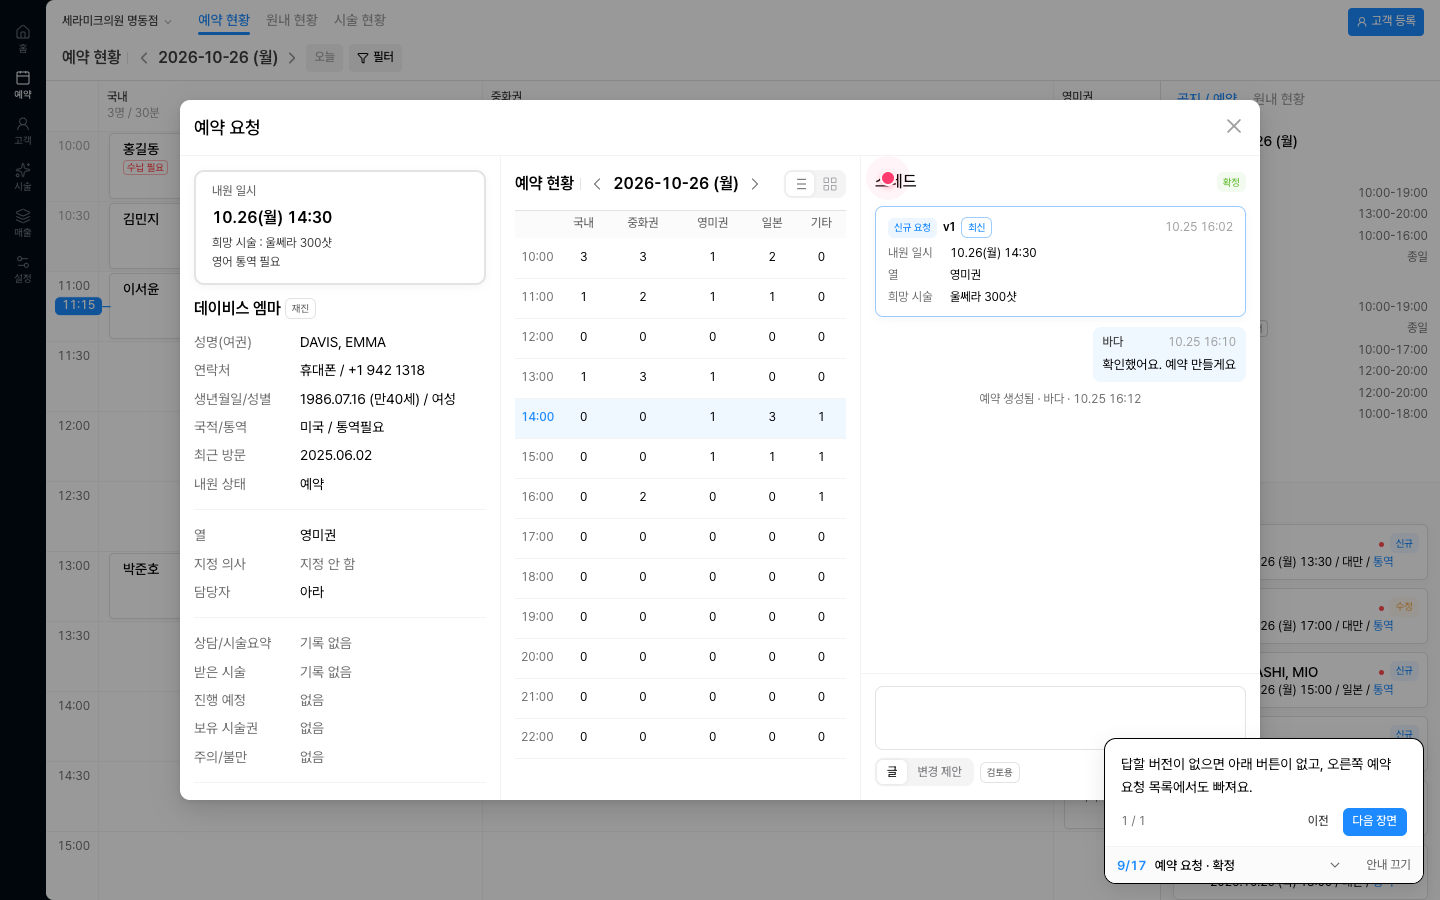 세라미크의원 명동점
예약 현황
원내 현황
시술 현황
고객 등록
홈
예약
고객
시술
매출
설정
예약 현황
2026-10-26 (월)
오늘
필터
국내
3명 / 30분
중화권
영미권
공지 / 예약
원내 현황
10:00
10:30
11:00
11:15
11:30
12:00
12:30
13:00
13:30
14:00
14:30
15:00
홍길동
수납 필요
김민지
이서윤
박준호
예약 요청
내원 일시
10.26(월) 14:30
희망 시술 : 울쎄라 300샷
영어 통역 필요
데이비스 엠마 재진
성명(여권) DAVIS, EMMA
연락처 휴대폰 / +1 942 1318
생년월일/성별 1986.07.16 (만40세) / 여성
국적/통역 미국 / 통역필요
최근 방문 2025.06.02
내원 상태 예약
열 영미권
지정 의사 지정 안 함
담당자 아라
상담/시술요약 기록 없음
받은 시술 기록 없음
진행 예정 없음
보유 시술권 없음
주의/불만 없음
예약 현황 2026-10-26 (월)
국내 중화권 영미권 일본 기타
10:00 3 3 1 2 0
11:00 1 2 1 1 0
12:00 0 0 0 0 0
13:00 1 3 1 0 0
14:00 0 0 1 3 1
15:00 0 0 1 1 1
16:00 0 2 0 0 1
17:00 0 0 0 0 0
18:00 0 0 0 0 0
19:00 0 0 0 0 0
20:00 0 0 0 0 0
21:00 0 0 0 0 0
22:00 0 0 0 0 0
확정
신규 요청 v1 최신 10.25 16:02
내원 일시 10.26(월) 14:30
열 영미권
희망 시술 울쎄라 300샷
바다 10.25 16:10
확인했어요. 예약 만들게요
예약 생성됨 · 바다 · 10.25 16:12
글
변경 제안
검토용
26 (월)
10:00-19:00
13:00-20:00
10:00-16:00
종일
10:00-19:00
종일
10:00-17:00
12:00-20:00
12:00-20:00
10:00-18:00
신규
26 (월) 13:30 / 대만 / 통역
수정
26 (월) 17:00 / 대만 / 통역
ASHI, MIO 신규
26 (월) 15:00 / 일본 / 통역
신규
답할 버전이 없으면 아래 버튼이 없고, 오른쪽 예약
요청 목록에서도 빠져요.
1 / 1
이전
다음 장면
9/17 예약 요청 · 확정
안내 끄기